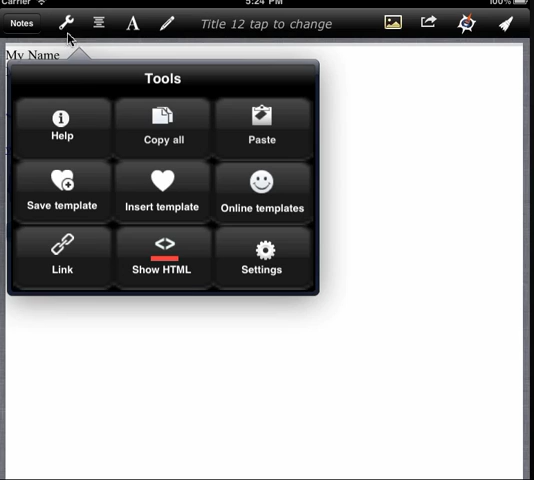 Carrier 5:24 PM 100%
Notes A Title 12 tap to change
My Name
Tools
Help Copy all Paste
Save template Insert template Online templates
Link Show HTML Settings